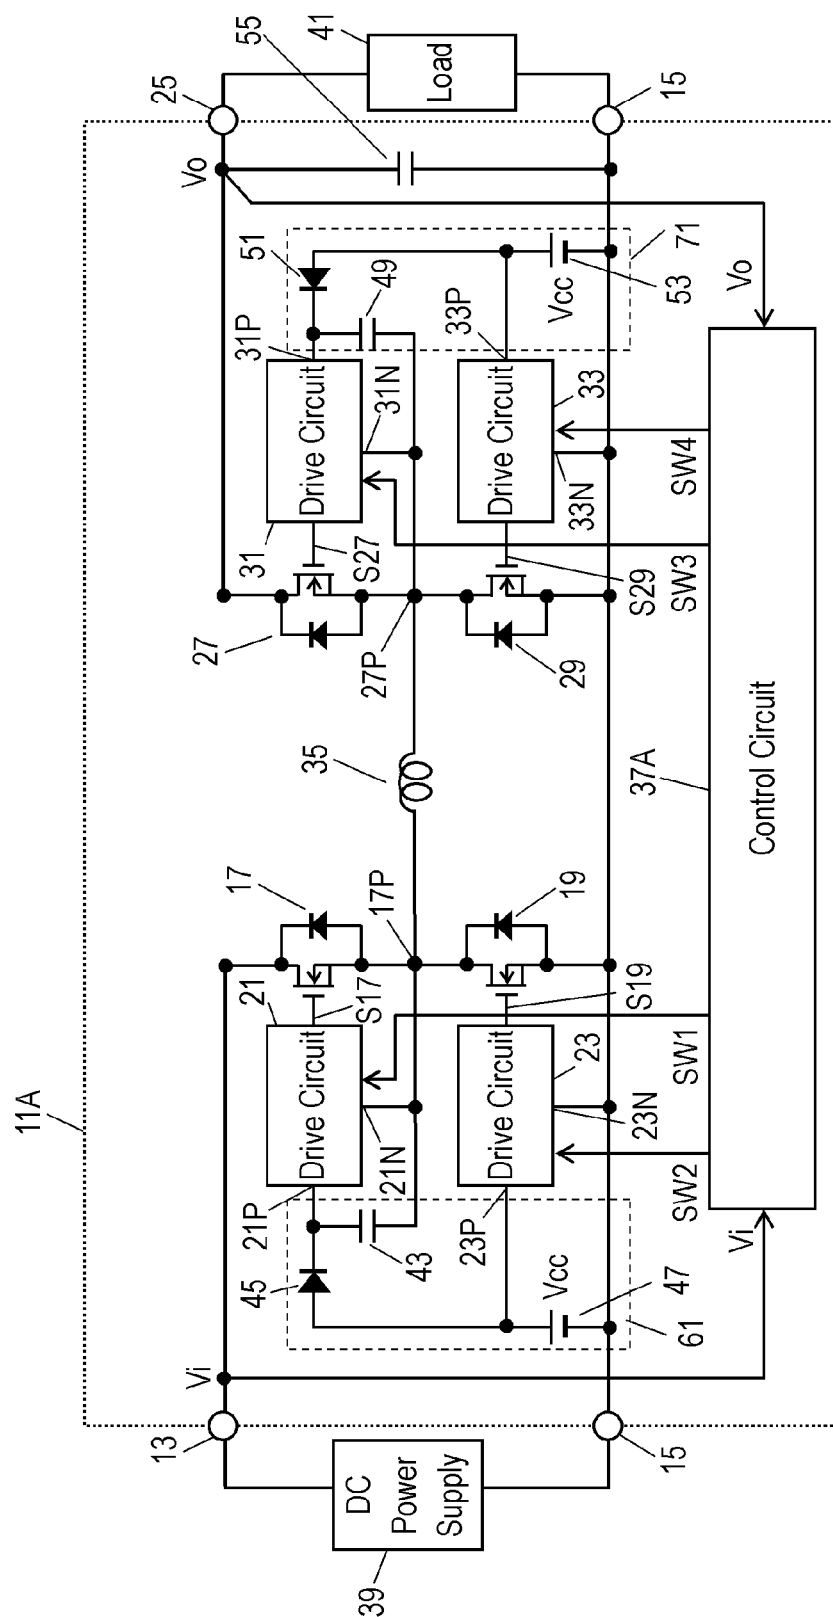 11A
Vi
Vo
13
25
55
41
Load
DC
Power
Supply
39
15
15
45
21P
21
17
27
31
31P
51
Drive Circuit
Drive Circuit
S17
S27
43
21N
17P
35
27P
31N
49
23P
33P
Drive Circuit
Drive Circuit
Vcc
Vcc
47
23
19
29
33
53
61
23N
S19
S29
33N
71
Vi
SW2
SW1
37A
SW3
SW4
Vo
Control Circuit